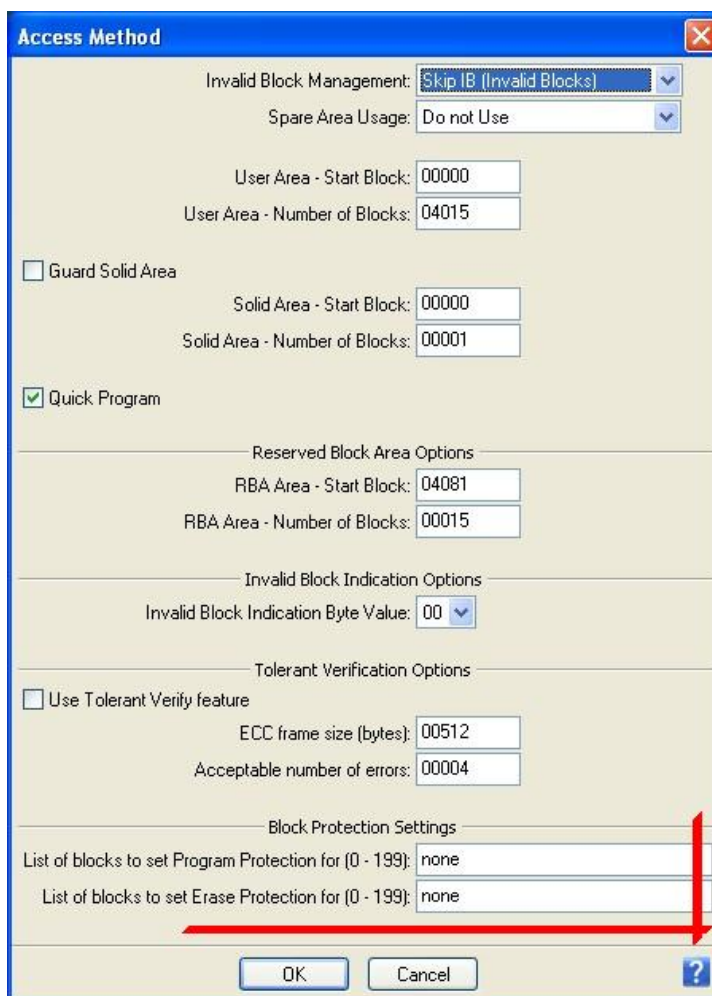 Access Method
Invalid Block Management: Skip IB (Invalid Blocks)
Spare Area Usage: Do not Use
User Area - Start Block: 00000
User Area - Number of Blocks: 04015
Guard Solid Area
Solid Area - Start Block: 00000
Solid Area - Number of Blocks: 00001
Quick Program
Reserved Block Area Options
RBA Area - Start Block: 04081
RBA Area - Number of Blocks: 00015
Invalid Block Indication Options
Invalid Block Indication Byte Value: 00
Tolerant Verification Options
Use Tolerant Verify feature
ECC frame size (bytes): 00512
Acceptable number of errors: 00004
Block Protection Settings
List of blocks to set Program Protection for (0 - 199): none
List of blocks to set Erase Protection for (0 - 199): none
OK Cancel ?